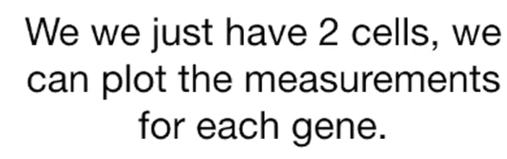 We we just have 2 cells, we
can plot the measurements
for each gene.